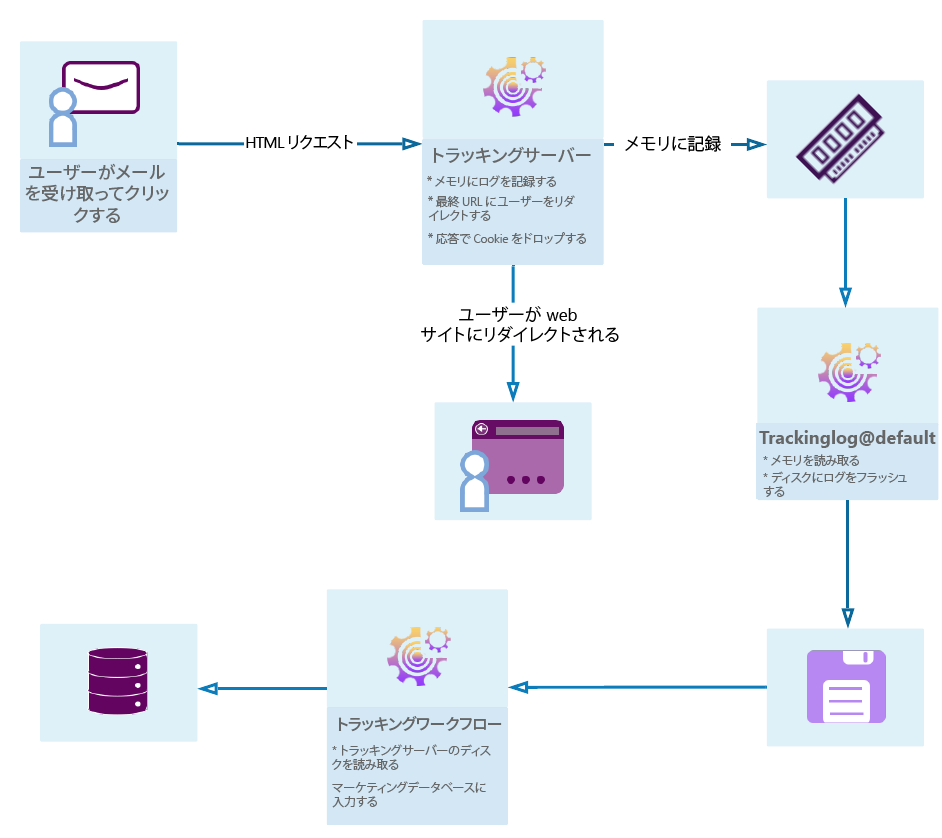 ユーザーがメール
を受け取ってクリッ
クする
HTML リクエスト
トラッキングサーバー
* メモリにログを記録する
* 最終 URL にユーザーをリダ
イレクトする
* 応答で Cookie をドロップする
メモリに記録
ユーザーが web
サイトにリダイレクトされる
Trackinglog@default
* メモリを読み取る
* ディスクにログをフラッシュ
する
トラッキングワークフロー
* トラッキングサーバーのディス
クを読み取る
マーケティングデータベースに
入力する